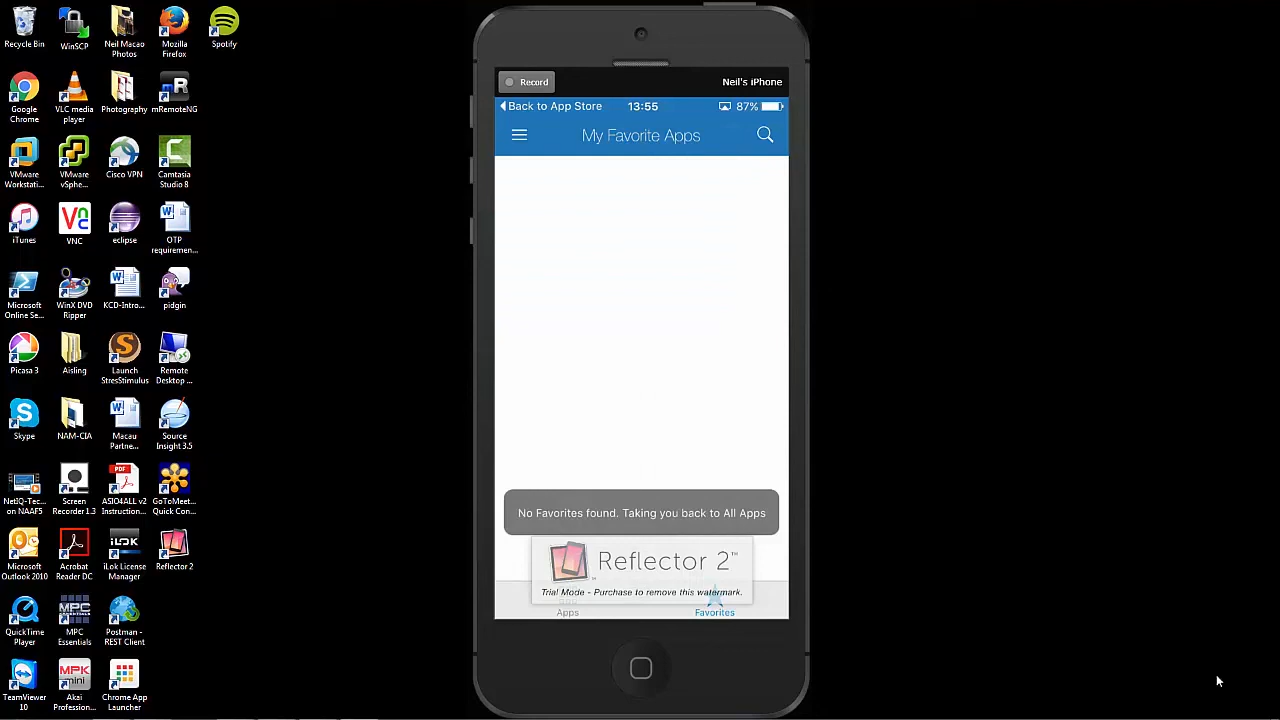 Recycle Bin
WinSCP
Neil Macao
Photos
Mozilla
Firefox
Spotify
Google
Chrome
VLC media
player
Photography
mRemoteNG
VMware
Workstati...
VMware
vSphe...
Cisco VPN
Camtasia
Studio 8
iTunes
VNC
eclipse
OTP
requiremen...
Microsoft
Online Se...
WinX DVD
Ripper
KCD-Intro...
pidgin
Picasa 3
Aisling
Launch
StresStimulus
Remote
Desktop ...
Skype
NAM-CIA
Macau
Partne...
Source
Insight 3.5
NetIQ-Tec...
on NAAF5
Screen
Recorder1.3
ASIO4ALL v2
Instruction...
GoToMeet...
Quick Con...
Microsoft
Outlook 2010
Acrobat
Reader DC
iLok License
Manager
Reflector 2
QuickTime
Player
MPC
Essentials
Postman -
REST Client
TeamViewer
10
Akai
Profession...
Chrome App
Launcher
Record
Neil's iPhone
Back to App Store
13:55
87%
My Favorite Apps
No Favorites found. Taking you back to All Apps
Reflector 2™
Trial Mode - Purchase to remove this watermark.
Apps
Favorites